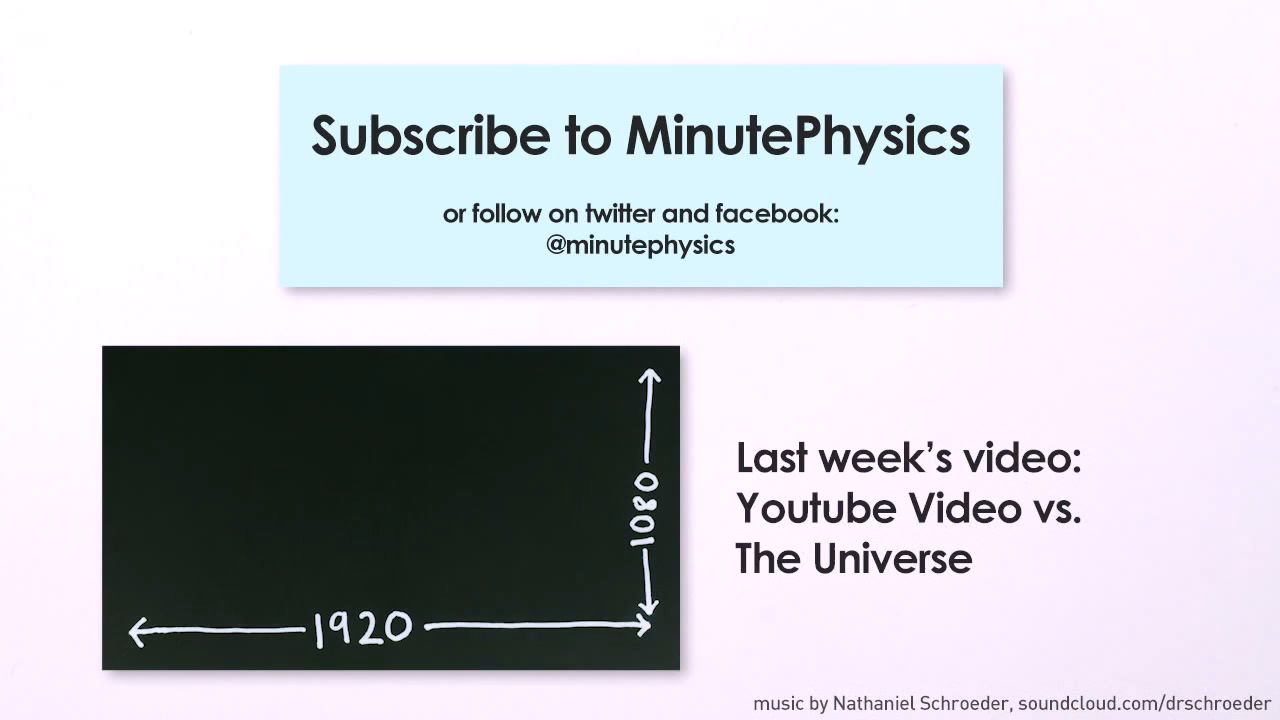 Subscribe to MinutePhysics
or follow on twitter and facebook:
@minutephysics
1080
1920
Last week's video:
Youtube Video vs.
The Universe
music by Nathaniel Schroeder, soundcloud.com/drschroeder